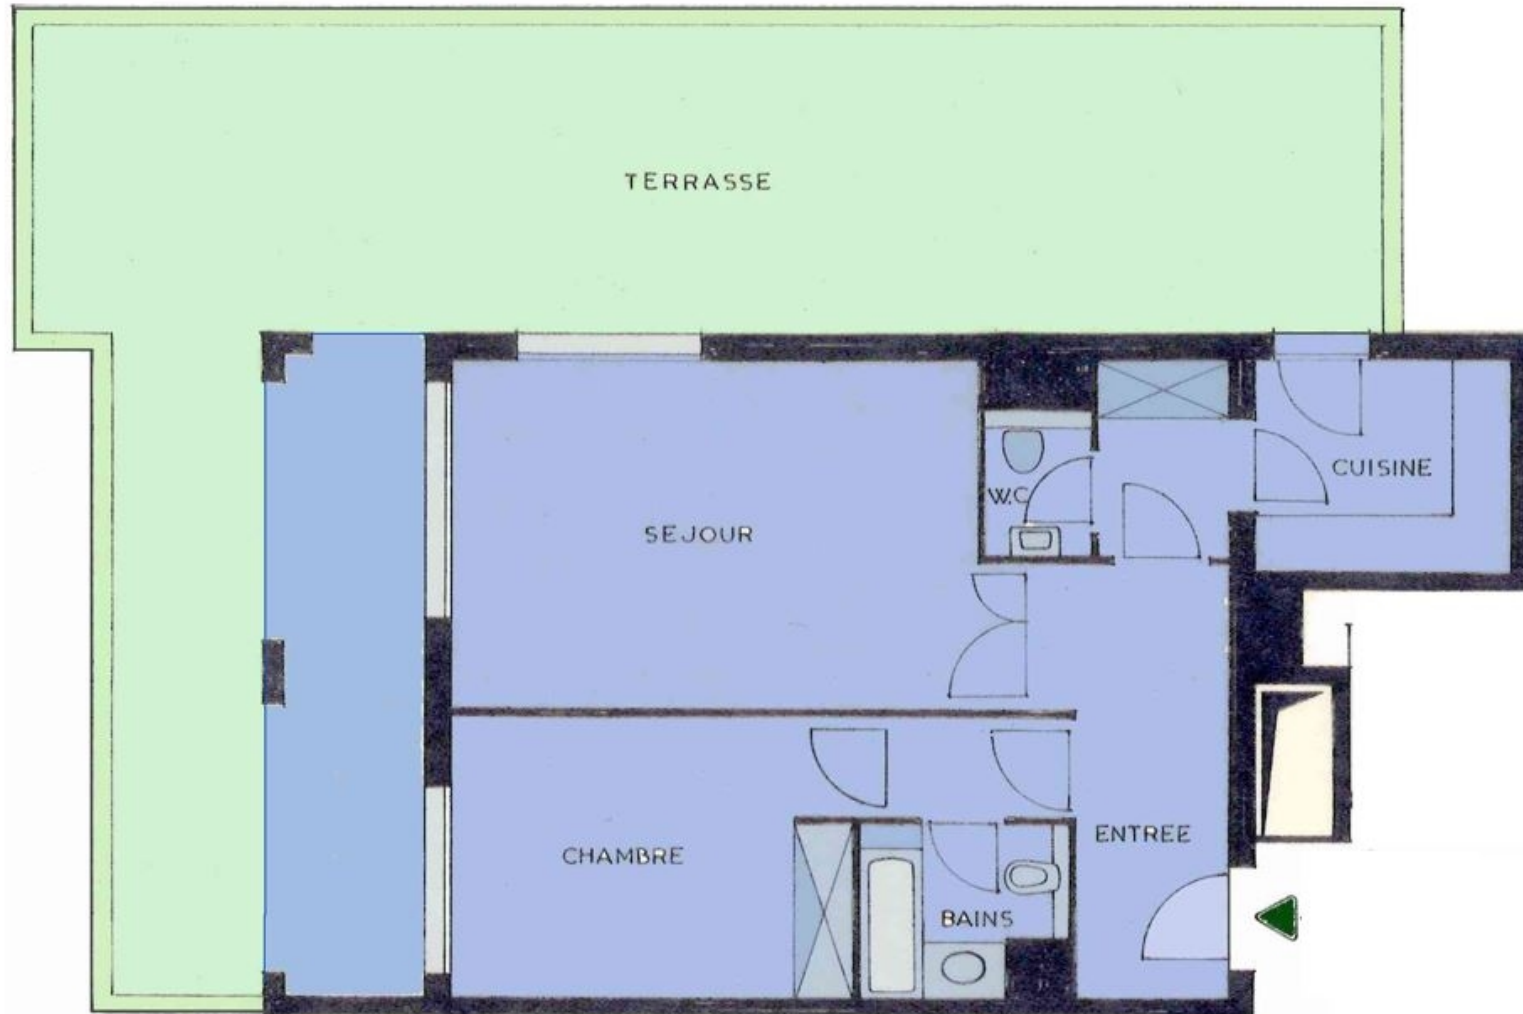 TERRASSE
CUISINE
W.C
SEJOUR
ENTREE
CHAMBRE
BAINS